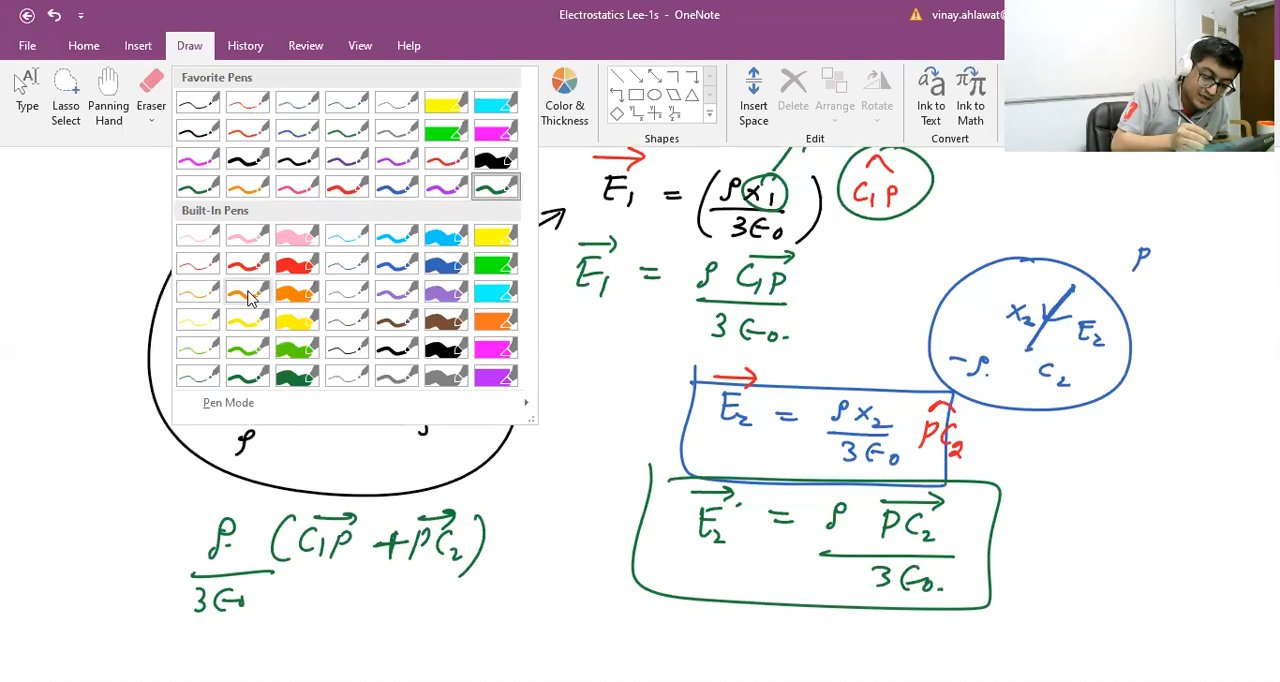 Electrostatics Lee-1s - OneNote
vinay.ahlawat@
File Home Insert Draw History Review View Help
Type
Lasso Select
Panning Hand
Eraser
Favorite Pens
Built-In Pens
Pen Mode
Color & Thickness
Shapes
Insert Space
Delete
Arrange
Rotate
Edit
Ink to Text
Ink to Math
Convert
E₁ = (ρx₁/3ϵ₀) C₁P
E₁ = ρ C₁P/3ϵ₀.
P
x₂
E₂
-ρ.
C₂
E₂ = ρx₂/3ϵ₀ PC₂
E₂ = ρ PC₂/3ϵ₀.
ρ
ρ/3ϵ₀ (C₁P + PC₂)